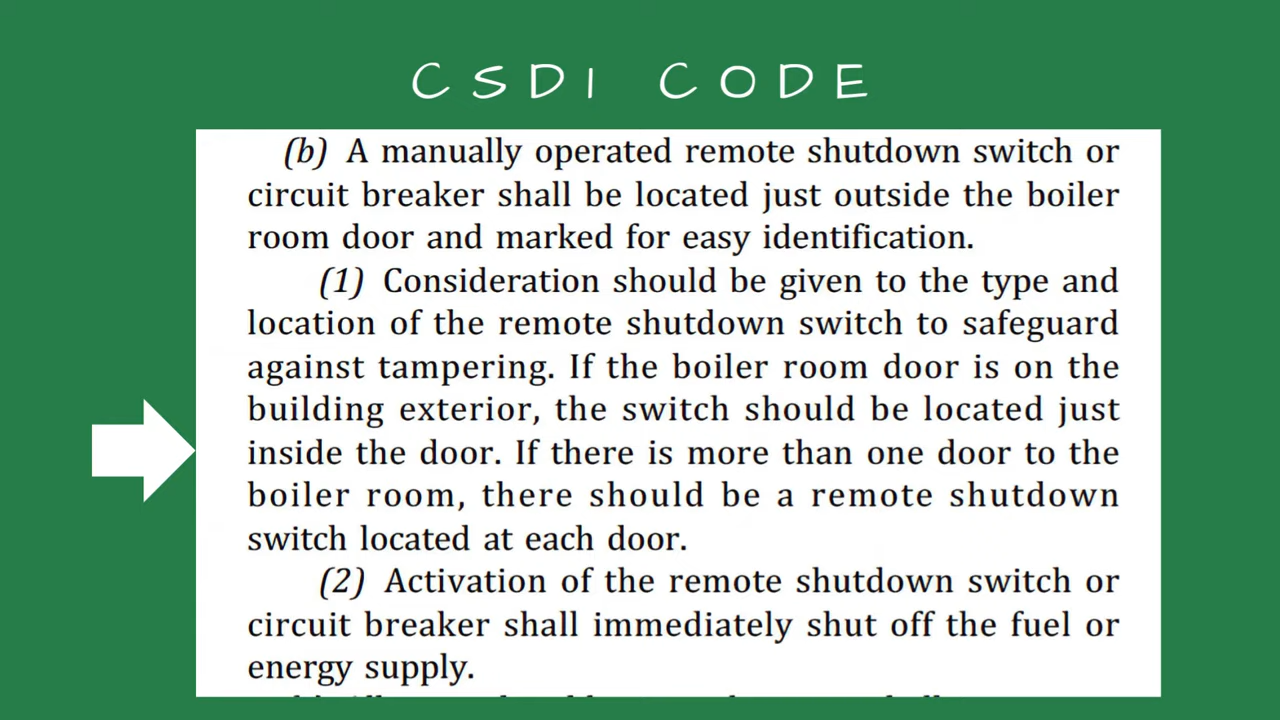 CSDI CODE
(b) A manually operated remote shutdown switch or
circuit breaker shall be located just outside the boiler
room door and marked for easy identification.
(1) Consideration should be given to the type and
location of the remote shutdown switch to safeguard
against tampering. If the boiler room door is on the
building exterior, the switch should be located just
inside the door. If there is more than one door to the
boiler room, there should be a remote shutdown
switch located at each door.
(2) Activation of the remote shutdown switch or
circuit breaker shall immediately shut off the fuel or
energy supply.